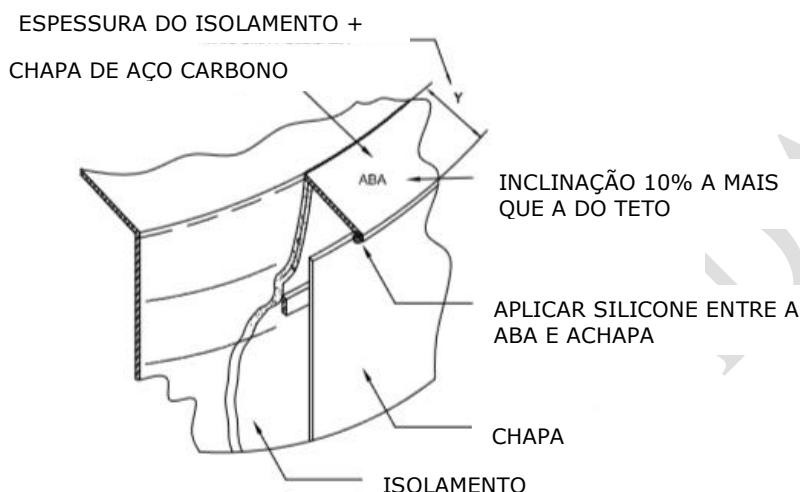 ESPESSURA DO ISOLAMENTO +
CHAPA DE AÇO CARBONO
Y
ABA
INCLINAÇÃO 10% A MAIS
QUE A DO TETO
APLICAR SILICONE ENTRE A
ABA E ACHAPA
CHAPA
ISOLAMENTO